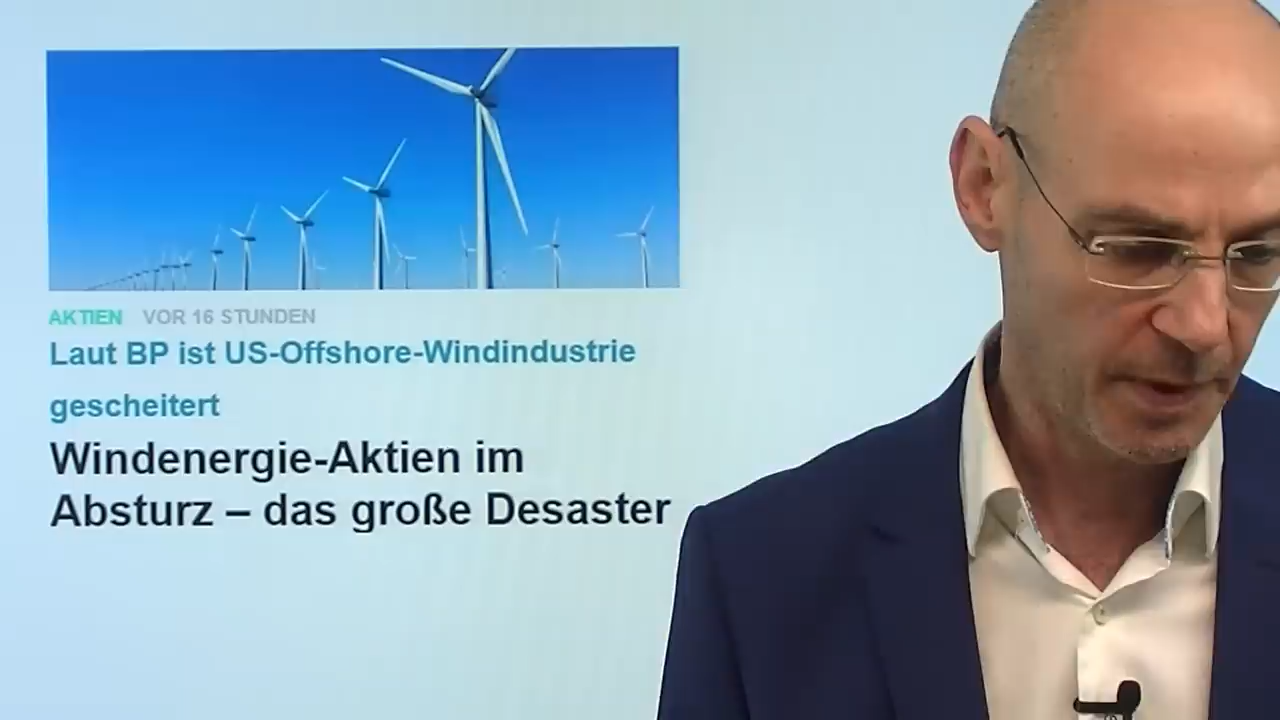 AKTIEN VOR 16 STUNDEN
Laut BP ist US-Offshore-Windindustrie
gescheitert
Windenergie-Aktien im
Absturz – das große Desaster